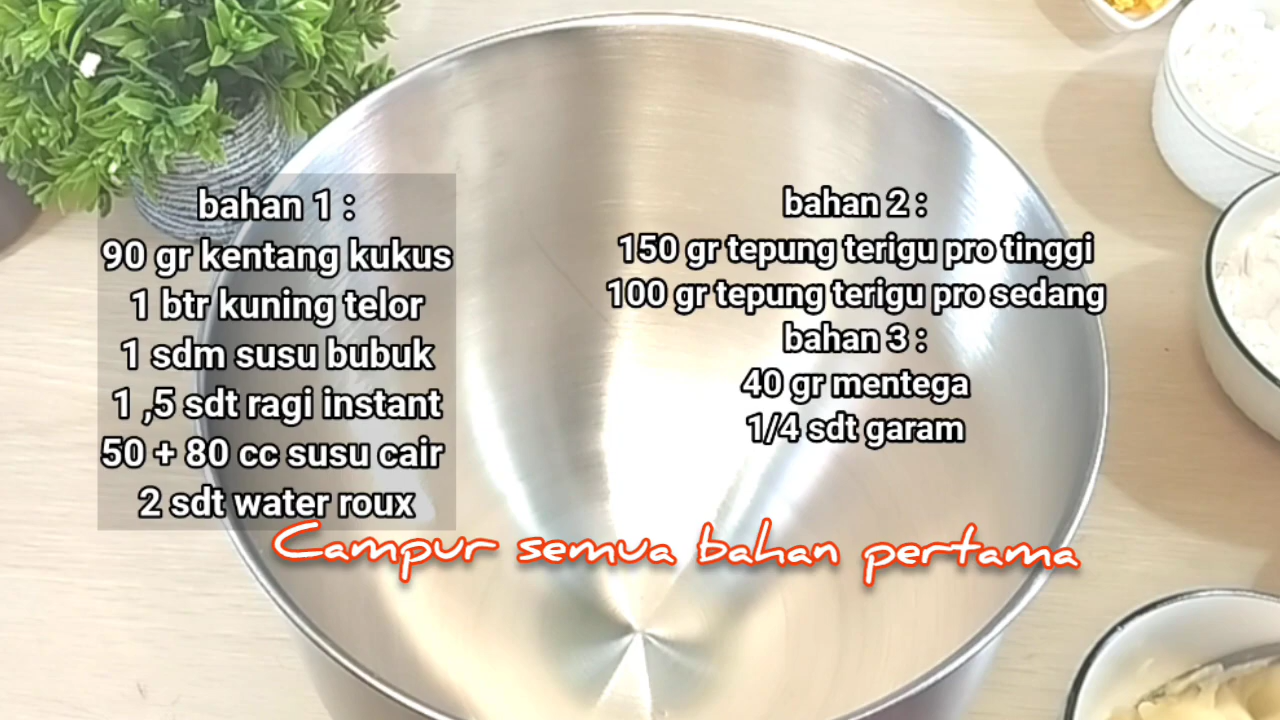 bahan 1 :
90 gr kentang kukus
1 btr kuning telor
1 sdm susu bubuk
1 ,5 sdt ragi instant
50 + 80 cc susu cair
2 sdt water roux
bahan 2 :
150 gr tepung terigu pro tinggi
100 gr tepung terigu pro sedang
bahan 3 :
40 gr mentega
1/4 sdt garam
Campur semua bahan pertama